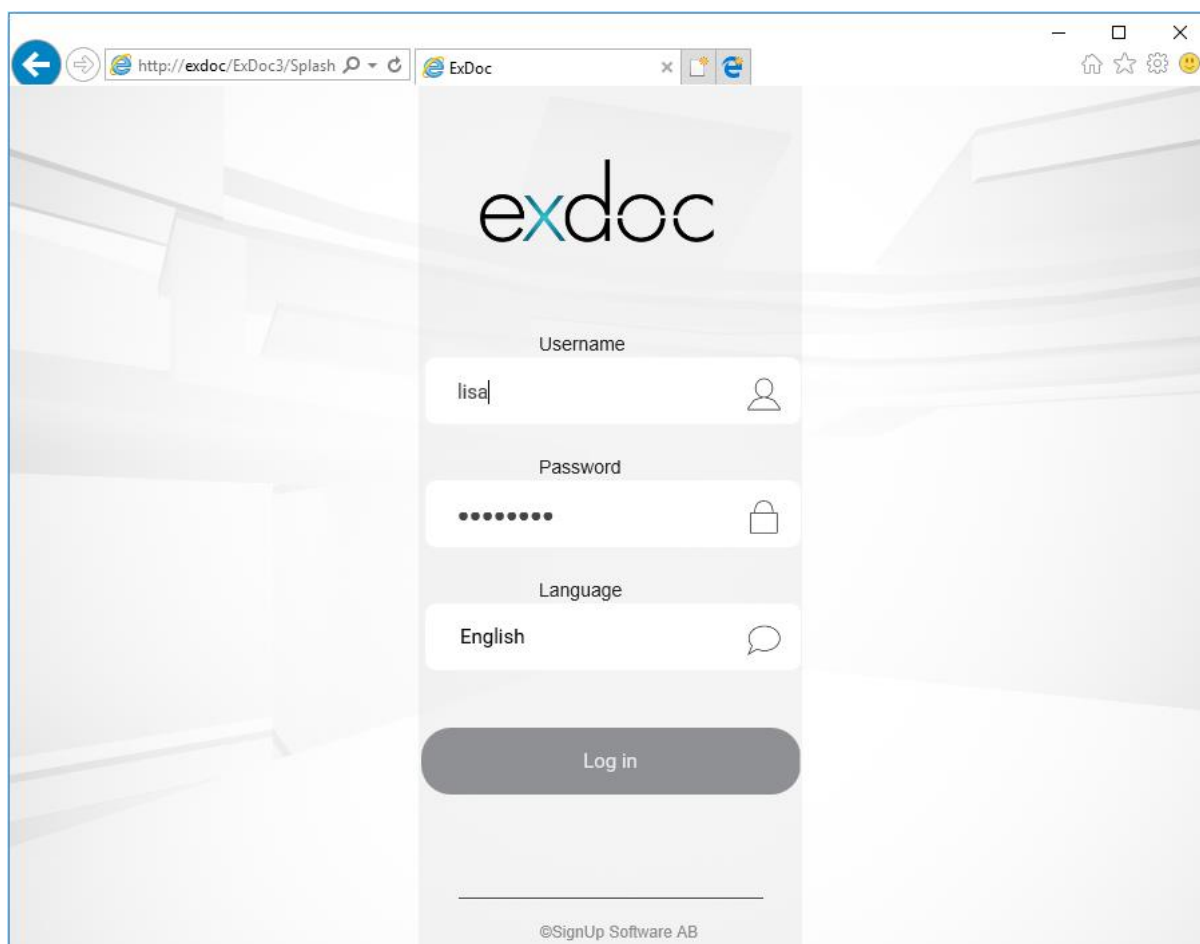 http://exdoc/ExDoc3/Splash
ExDoc
exdoc
Username
lisa
Password
••••••••
Language
English
Log in
©SignUp Software AB